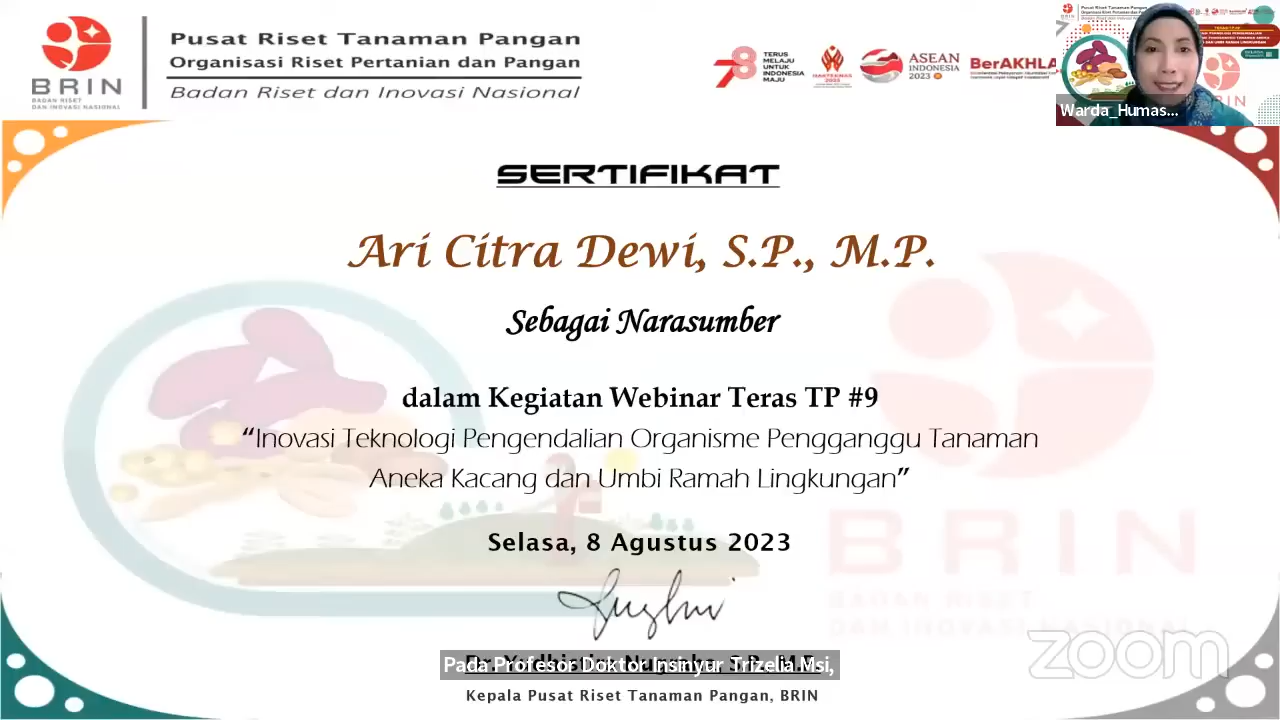 BRIN
BADAN RISET
DAN INOVASI NASIONAL
Pusat Riset Tanaman Pangan
Organisasi Riset Pertanian dan Pangan
Badan Riset dan Inovasi Nasional
78
TERUS
MELAJU
UNTUK
INDONESIA
MAJU
HAKTEKNAS
ASEAN
INDONESIA
2023
BerAKHLA
Warda_Humas...
SERTIFIKAT
Ari Citra Dewi, S.P., M.P.
Sebagai Narasumber
dalam Kegiatan Webinar Teras TP #9
“Inovasi Teknologi Pengendalian Organisme Pengganggu Tanaman
Aneka Kacang dan Umbi Ramah Lingkungan”
Selasa, 8 Agustus 2023
BRIN
BADAN RISET
DAN INOVASI NASIONAL
zoom
Pada Profesor Doktor Insinyur Trizelia Msi,
Kepala Pusat Riset Tanaman Pangan, BRIN